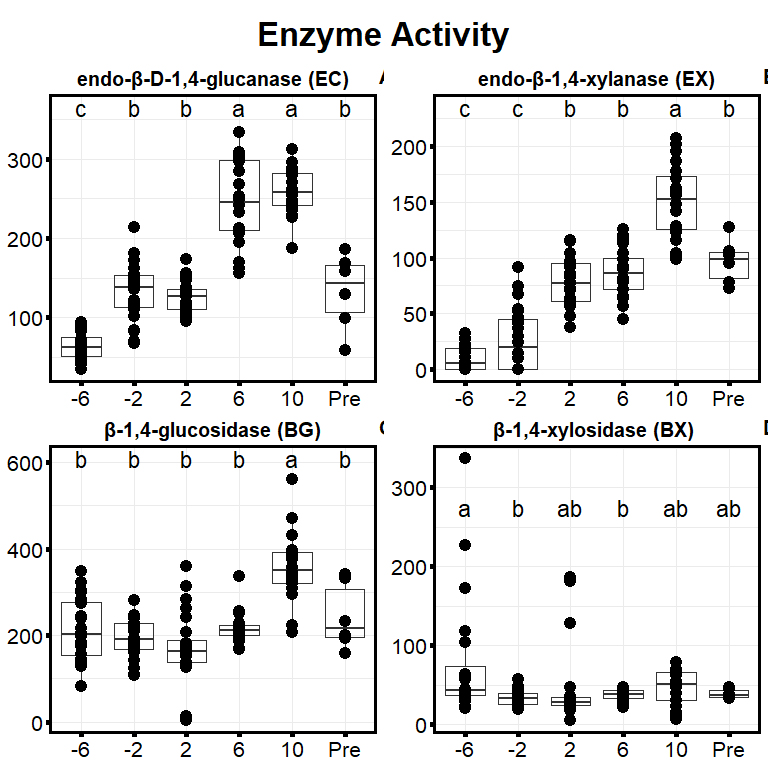 Enzyme Activity
endo-β-D-1,4-glucanase (EC)
c b b a a b
300
200
100
-6 -2 2 6 10 Pre
endo-β-1,4-xylanase (EX)
c c b b a b
200
150
100
50
0
-6 -2 2 6 10 Pre
β-1,4-glucosidase (BG)
b b b b a b
600
400
200
0
-6 -2 2 6 10 Pre
β-1,4-xylosidase (BX)
a b ab b ab ab
300
200
100
0
-6 -2 2 6 10 Pre